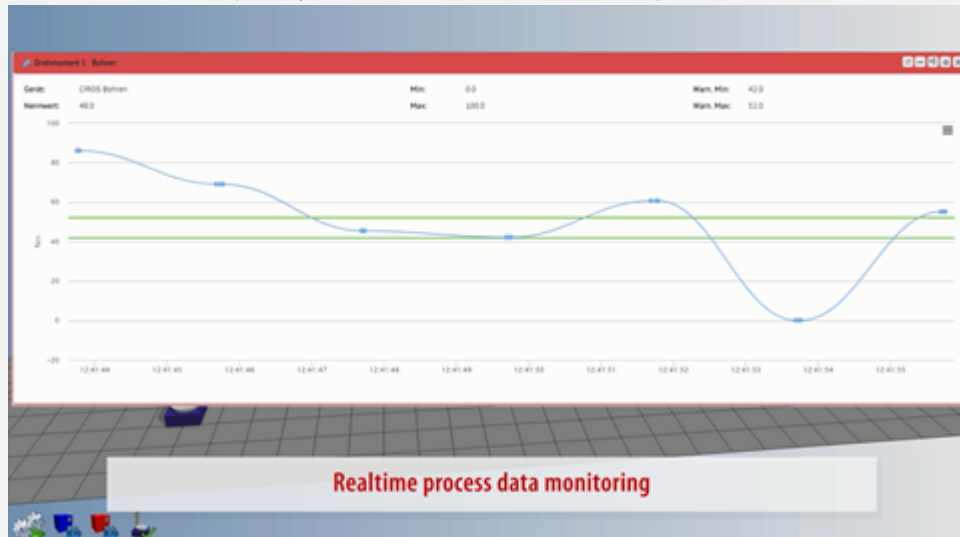 Drehmoment 1 Bohren
Gerät: CIROS Bohren Min: 0.0 Warn. Min: 42.0
Nennwert: 48.0 Max: 100.0 Warn. Max: 52.0
100
80
60
40
20
0
-20
Nm
12:41:44 12:41:45 12:41:46 12:41:47 12:41:48 12:41:49 12:41:50 12:41:51 12:41:52 12:41:53 12:41:54 12:41:55
Realtime process data monitoring